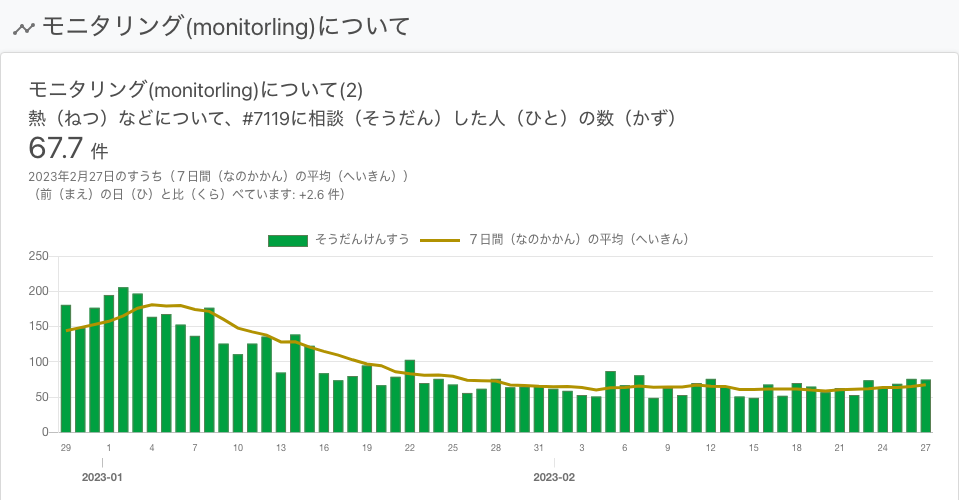 モニタリング(monitorling)について
モニタリング(monitorling)について(2)
熱（ねつ）などについて、#7119に相談（そうだん）した人（ひと）の数（かず）
67.7 件
2023年2月27日のすうち（７日間（なのかかん）の平均（へいきん））
（前（まえ）の日（ひ）と比（くら）べています: +2.6 件）
そうだんけんすう ７日間（なのかかん）の平均（へいきん）
250
200
150
100
50
0
29 1 4 7 10 13 16 19 22 25 28 31 3 6 9 12 15 18 21 24 27
2023-01 2023-02